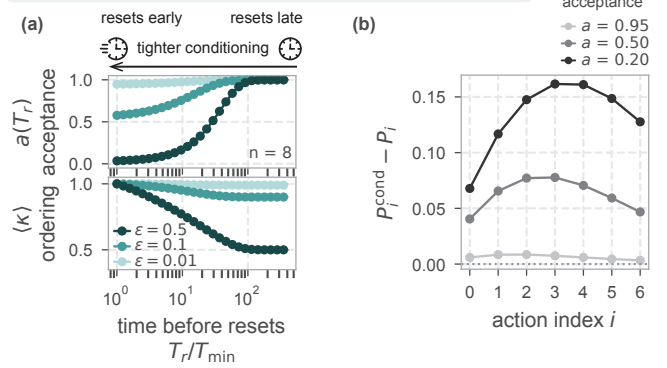 (a)
resets early
resets late
tighter conditioning
a(T_r)
acceptance
1.0
0.5
0.0
n = 8
⟨κ⟩
ordering
1.0
0.5
ε = 0.5
ε = 0.1
ε = 0.01
10^0
10^1
10^2
time before resets
T_r/T_min
(b)
acceptance
a = 0.95
a = 0.50
a = 0.20
P_i^cond − P_i
0.15
0.10
0.05
0.00
0 1 2 3 4 5 6
action index i